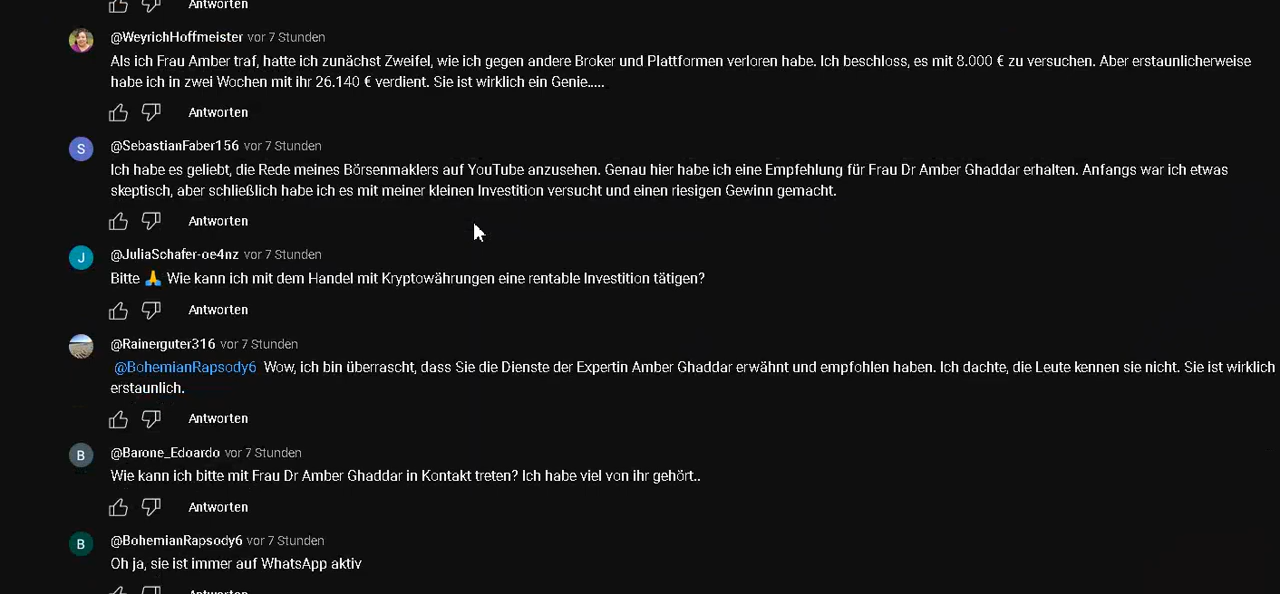 Antworten
@WeyrichHoffmeister vor 7 Stunden
Als ich Frau Amber traf, hatte ich zunächst Zweifel, wie ich gegen andere Broker und Plattformen verloren habe. Ich beschloss, es mit 8.000 € zu versuchen. Aber erstaunlicherweise
habe ich in zwei Wochen mit ihr 26.140 € verdient. Sie ist wirklich ein Genie.....
Antworten
S
@SebastianFaber156 vor 7 Stunden
Ich habe es geliebt, die Rede meines Börsenmaklers auf YouTube anzusehen. Genau hier habe ich eine Empfehlung für Frau Dr Amber Ghaddar erhalten. Anfangs war ich etwas
skeptisch, aber schließlich habe ich es mit meiner kleinen Investition versucht und einen riesigen Gewinn gemacht.
Antworten
J
@JuliaSchafer-oe4nz vor 7 Stunden
Bitte 🙏 Wie kann ich mit dem Handel mit Kryptowährungen eine rentable Investition tätigen?
Antworten
@Rainerguter316 vor 7 Stunden
@BohemianRapsody6 Wow, ich bin überrascht, dass Sie die Dienste der Expertin Amber Ghaddar erwähnt und empfohlen haben. Ich dachte, die Leute kennen sie nicht. Sie ist wirklich
erstaunlich.
Antworten
B
@Barone_Edoardo vor 7 Stunden
Wie kann ich bitte mit Frau Dr Amber Ghaddar in Kontakt treten? Ich habe viel von ihr gehört..
Antworten
B
@BohemianRapsody6 vor 7 Stunden
Oh ja, sie ist immer auf WhatsApp aktiv
Antworten